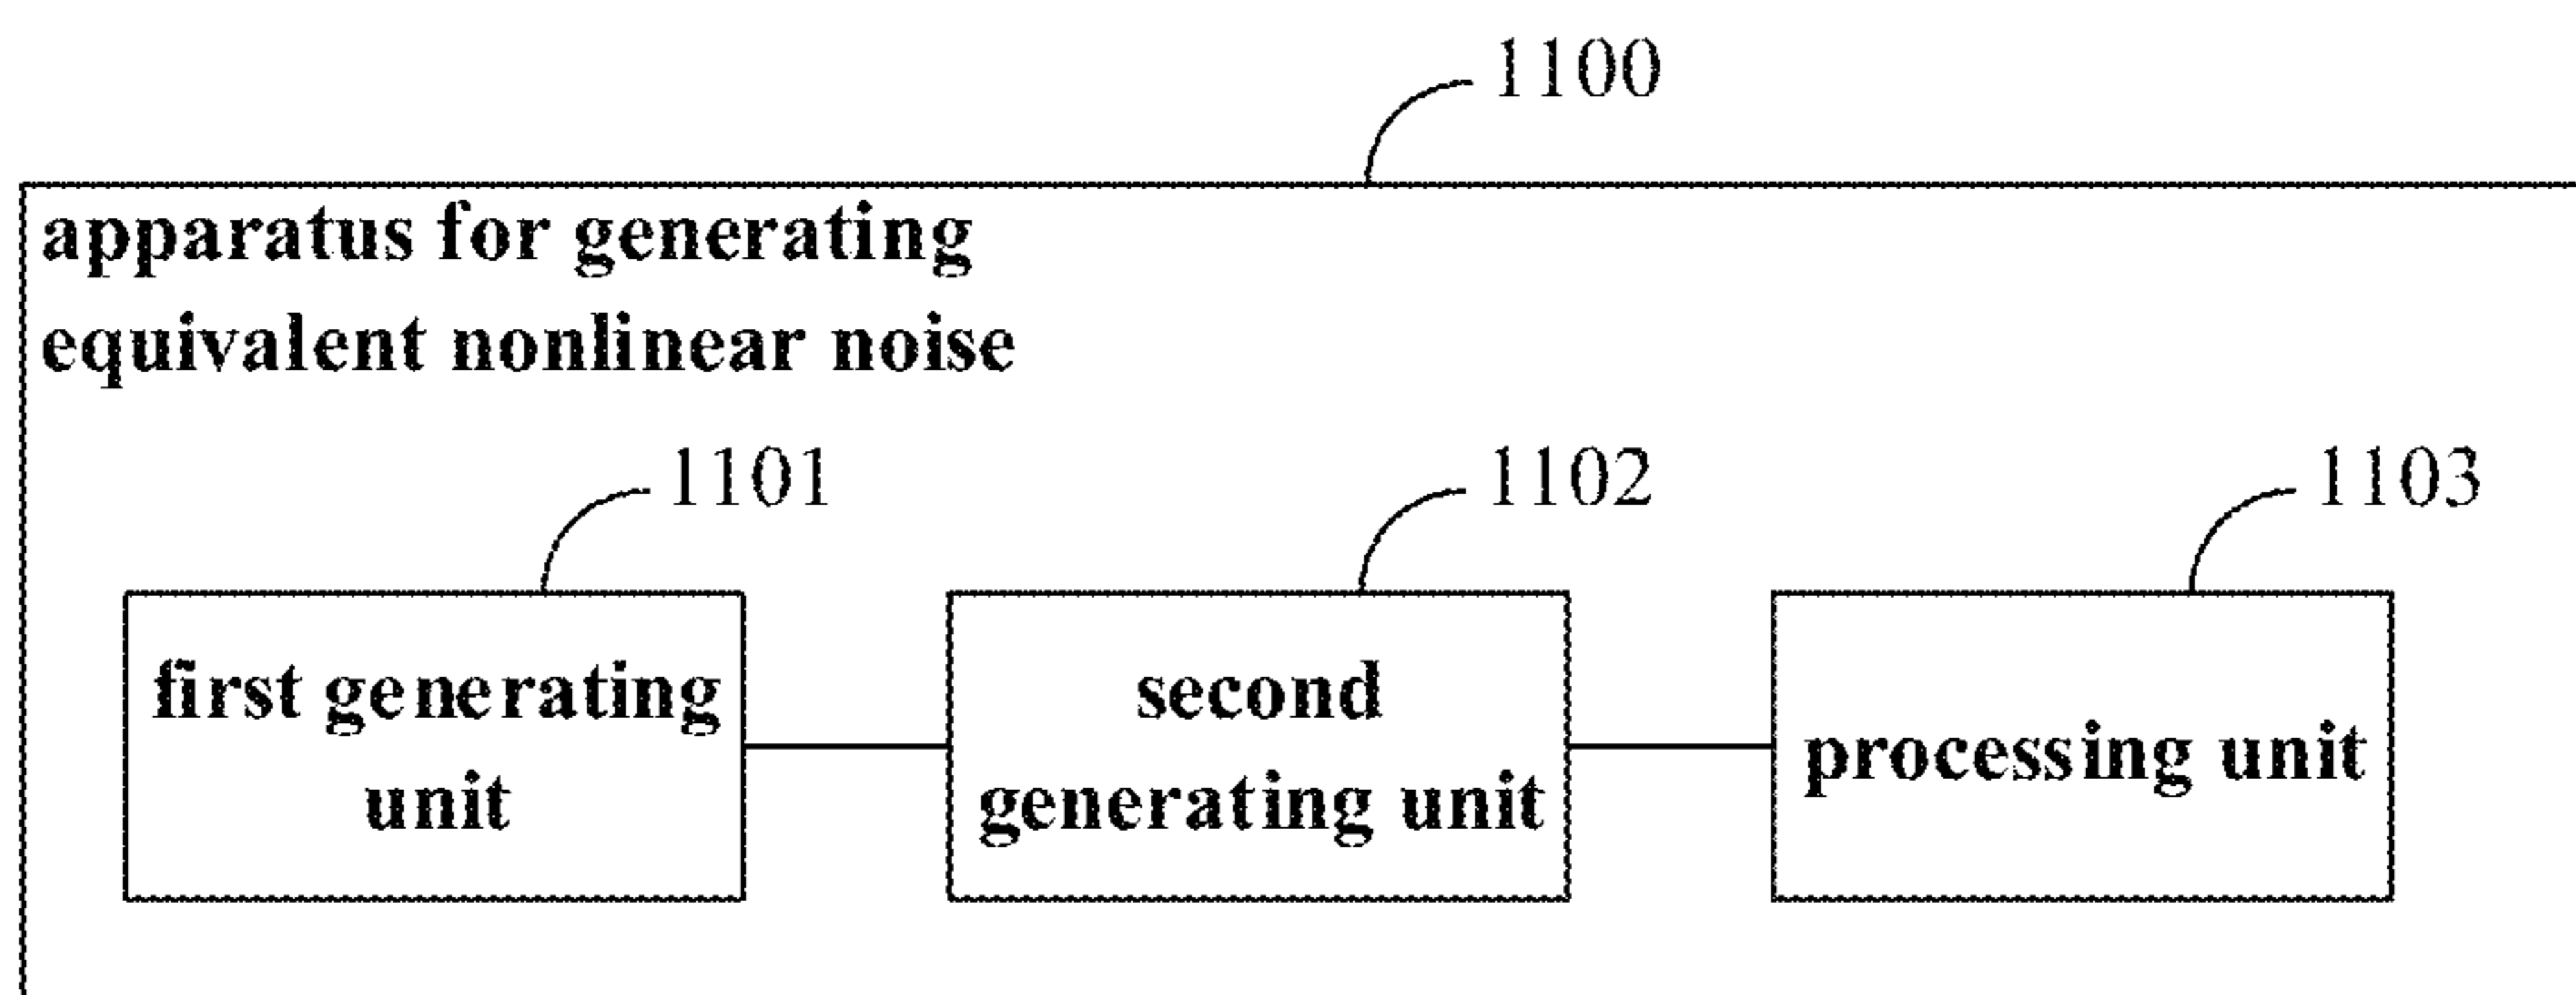 1100
apparatus for generating
equivalent nonlinear noise
1101
1102
1103
first generating
unit
second
generating unit
processing unit